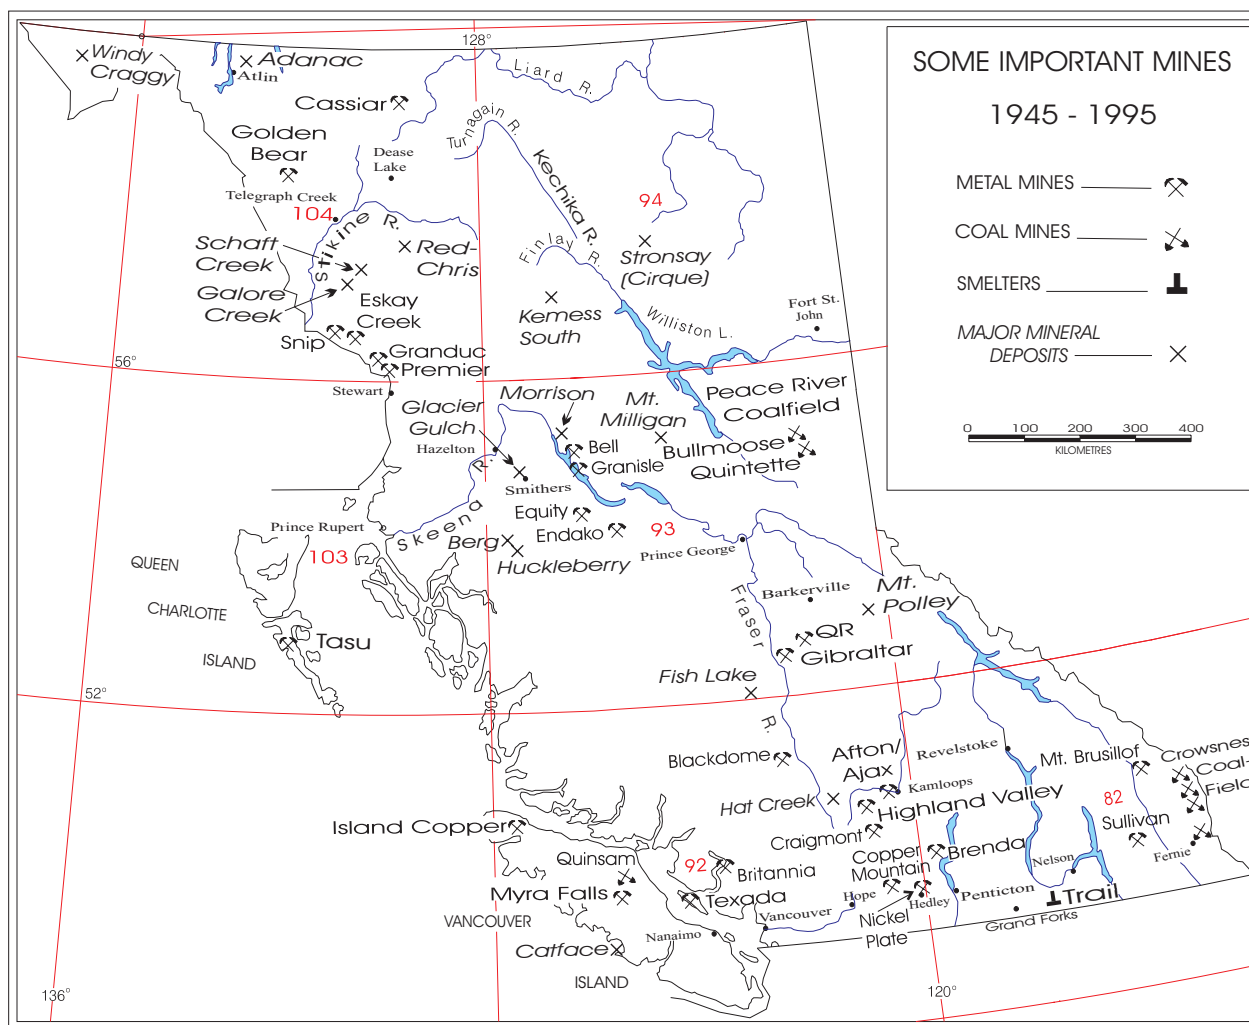 SOME IMPORTANT MINES
1945 - 1995
METAL MINES
COAL MINES
SMELTERS
MAJOR MINERAL
DEPOSITS
0 100 200 300 400
KILOMETRES
128°
Windy
Craggy
Adanac
Atlin
Liard R.
Cassiar
Turnagain R.
Golden
Bear
Dease
Lake
Kechika R.
Telegraph Creek
104
94
Stikine R.
Finlay R.
Schaft
Creek
Red-
Chris
Stronsay
(Cirque)
Galore
Creek
Eskay
Creek
Kemess
South
Williston L.
Fort St.
John
Snip
Granduc
Premier
56°
Stewart
Morrison
Mt.
Milligan
Peace River
Coalfield
Glacier
Gulch
Hazelton
Bell
Granisle
Bullmoose
Quintette
Smithers
Skeena R.
Equity
Endako
93
Prince Rupert
103
Berg
Huckleberry
Prince George
QUEEN
CHARLOTTE
ISLAND
Tasu
Fraser R.
Barkerville
Mt.
Polley
QR
Gibraltar
Fish Lake
52°
Blackdome
Afton/
Ajax
Revelstoke
Mt. Brusillof
Crowsnes
Coal-
Field
Hat Creek
Kamloops
Highland Valley
82
Sullivan
Island Copper
Craigmont
Quinsam
92
Britannia
Copper
Mountain
Brenda
Nelson
Fernie
Myra Falls
Texada
Vancouver
Hope
Hedley
Penticton
Trail
VANCOUVER
Nickel
Plate
Grand Forks
Nanaimo
Catface
ISLAND
136°
120°